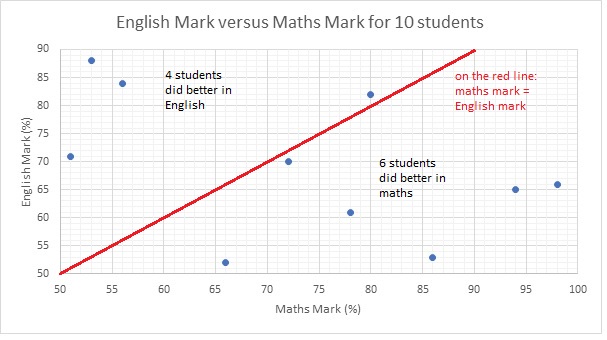 English Mark versus Maths Mark for 10 students
90
85
80
75
70
65
60
55
50
English Mark (%)
4 students
did better in
English
on the red line:
maths mark =
English mark
6 students
did better in
maths
50 55 60 65 70 75 80 85 90 95 100
Maths Mark (%)